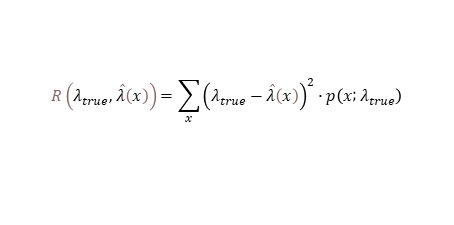 R(λ_true, λ̂(x)) = ∑_x (λ_true − λ̂(x))² · p(x; λ_true)